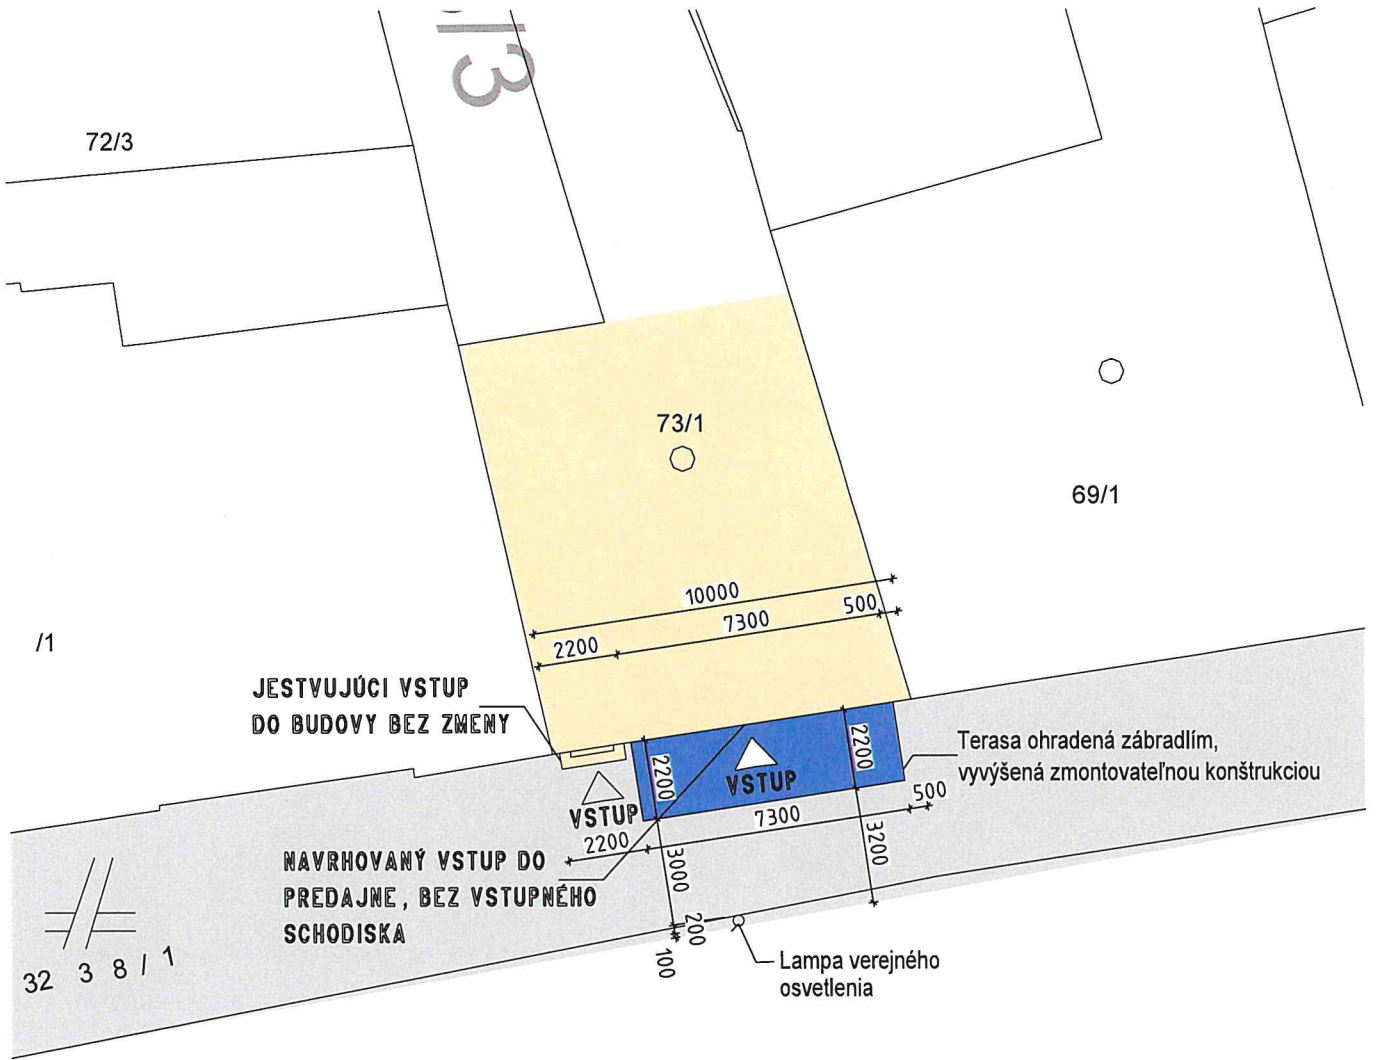 /3
72/3
73/1
69/1
10000
7300
500
2200
/1
JESTVUJÚCI VSTUP
DO BUDOVY BEZ ZMENY
2200
2200
VSTUP
VSTUP
Terasa ohradená zábradlím,
vyvýšená zmontovateľnou konštrukciou
500
7300
2200
3000
3200
NAVRHOVANÝ VSTUP DO
PREDAJNE, BEZ VSTUPNÉHO
SCHODISKA
200
100
32 3 8 / 1
Lampa verejného
osvetlenia